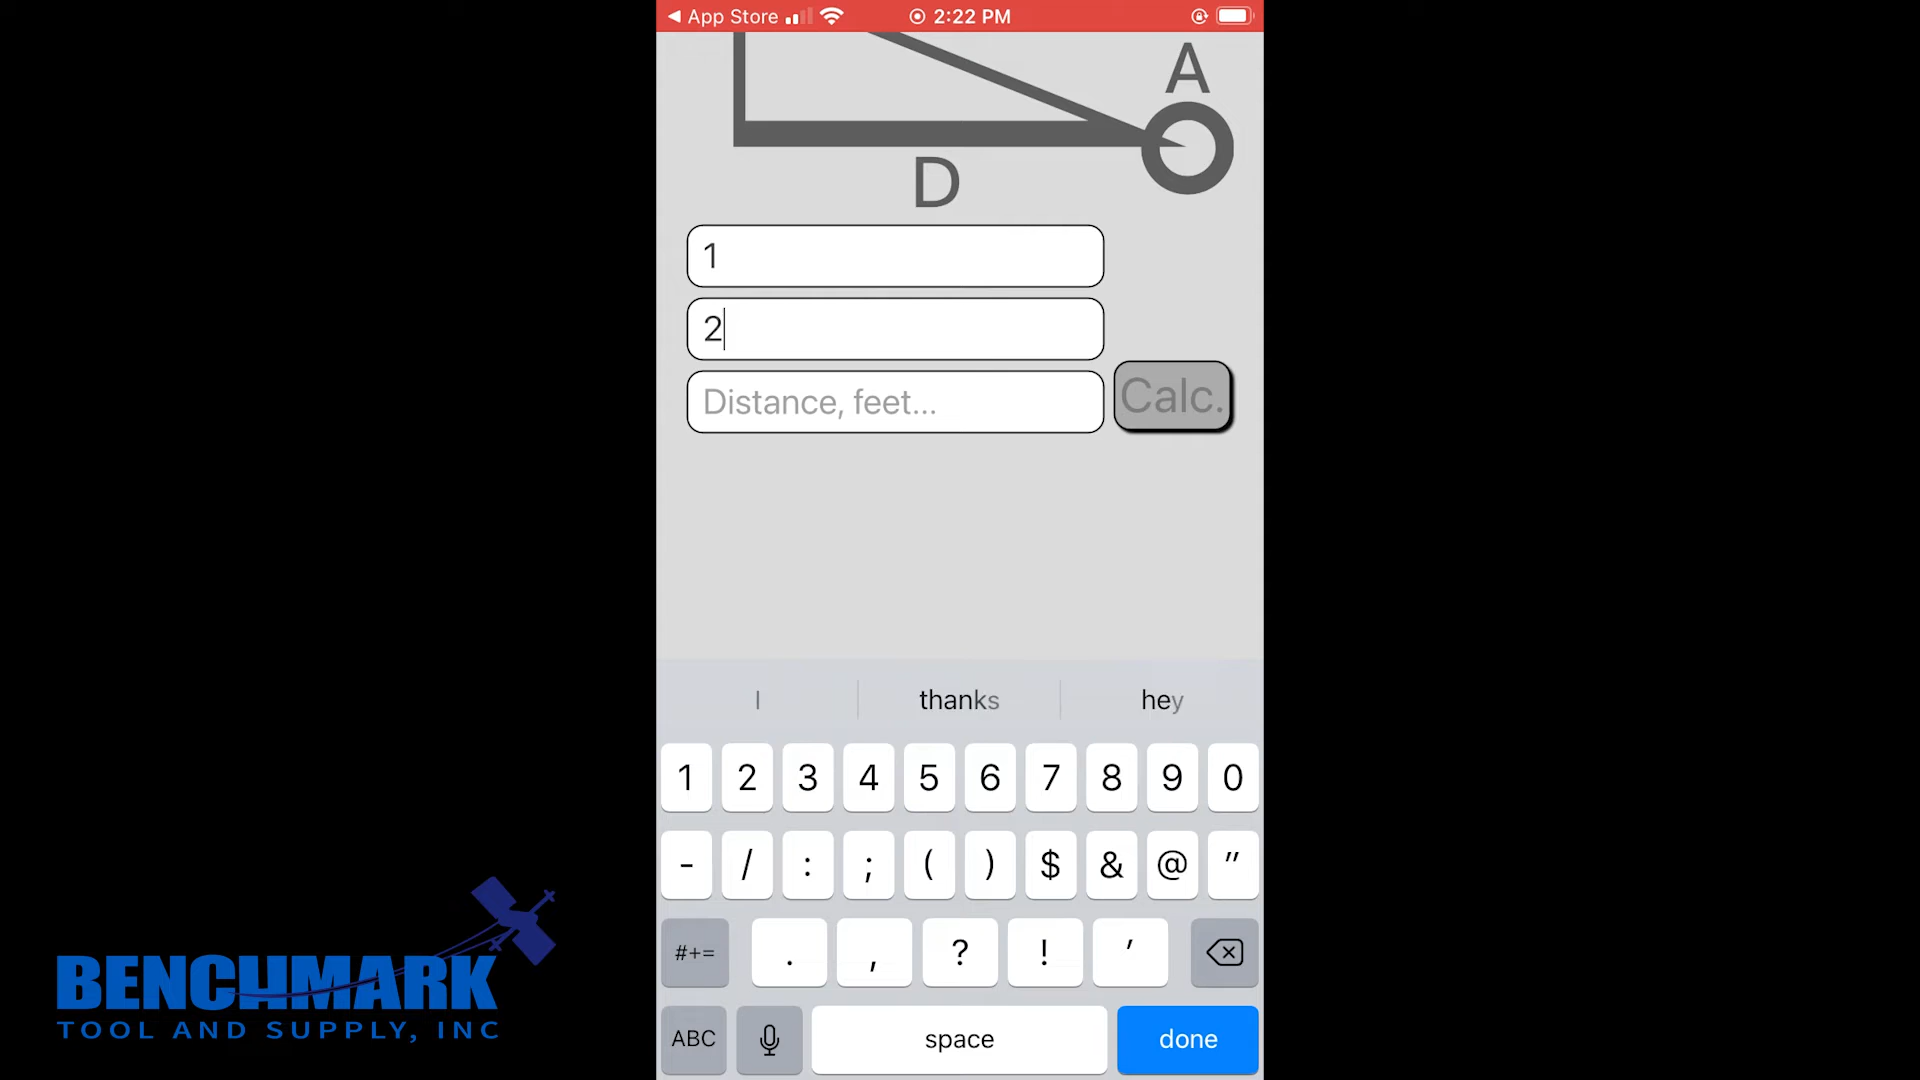 App Store
2:22 PM
A
D
1
2
Distance, feet...
Calc.
I
thanks
hey
1 2 3 4 5 6 7 8 9 0
- / : ; ( ) $ & @ "
#+= . , ? ! '
ABC space done
BENCHMARK
TOOL AND SUPPLY, INC